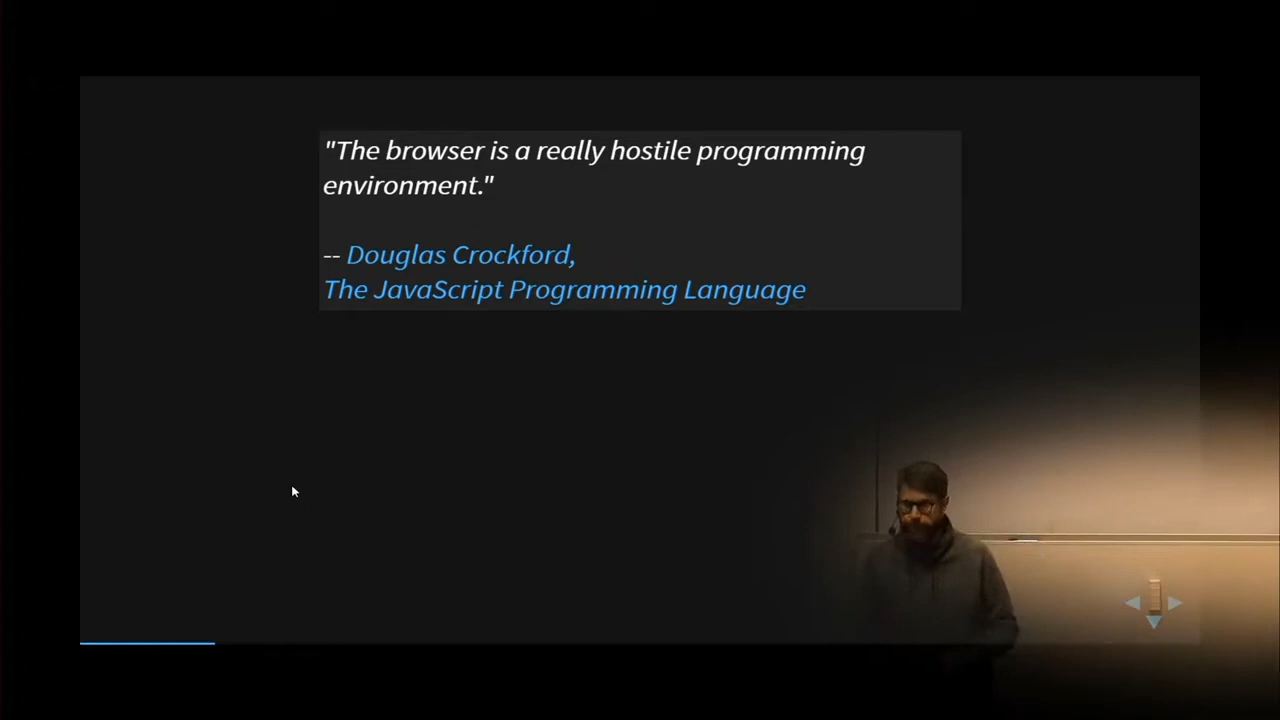 "The browser is a really hostile programming
environment."
-- Douglas Crockford,
The JavaScript Programming Language